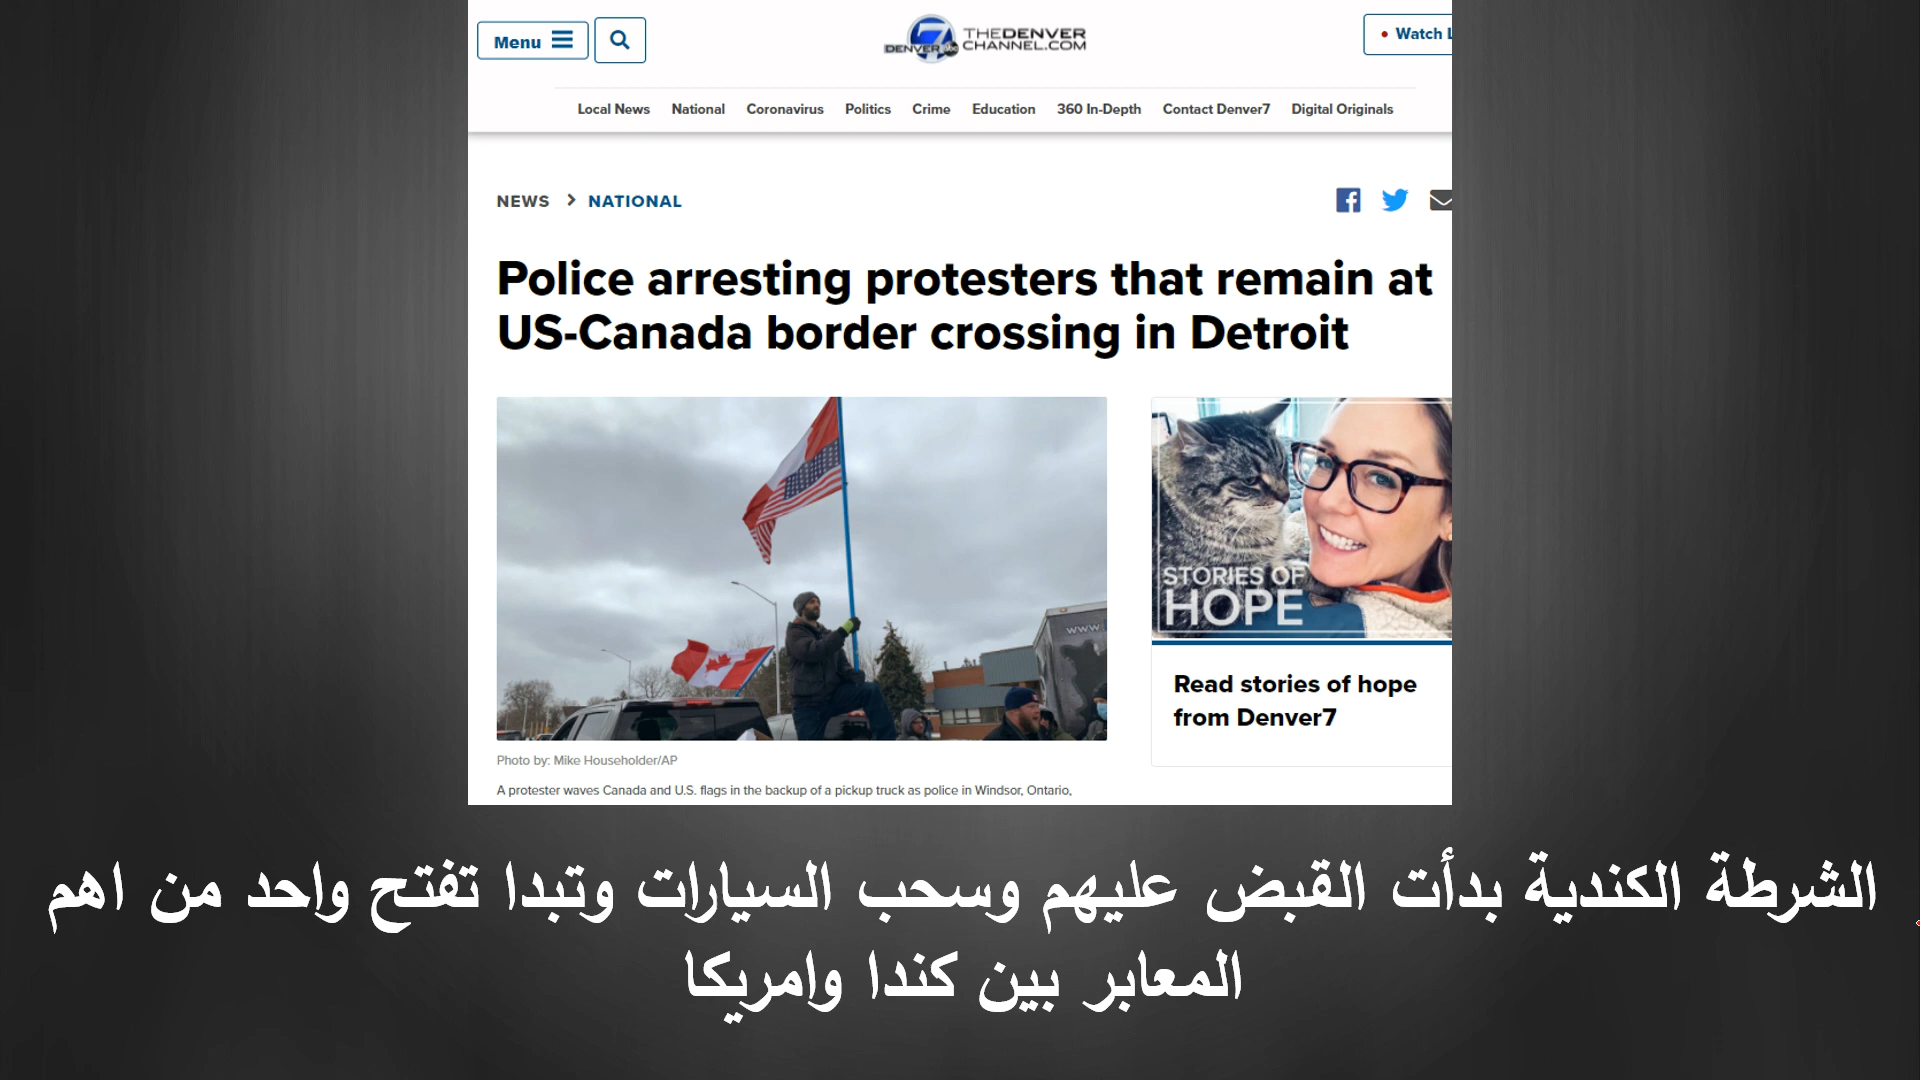 Menu
DENVER 7 abc THEDENVER CHANNEL.COM
Watch L
Local News National Coronavirus Politics Crime Education 360 In-Depth Contact Denver7 Digital Originals
NEWS > NATIONAL
Police arresting protesters that remain at
US-Canada border crossing in Detroit
www.
STORIES OF
HOPE
Read stories of hope
from Denver7
Photo by: Mike Householder/AP
A protester waves Canada and U.S. flags in the backup of a pickup truck as police in Windsor, Ontario,
الشرطة الكندية بدأت القبض عليهم وسحب السيارات وتبدا تفتح واحد من اهم
المعابر بين كندا وامريكا